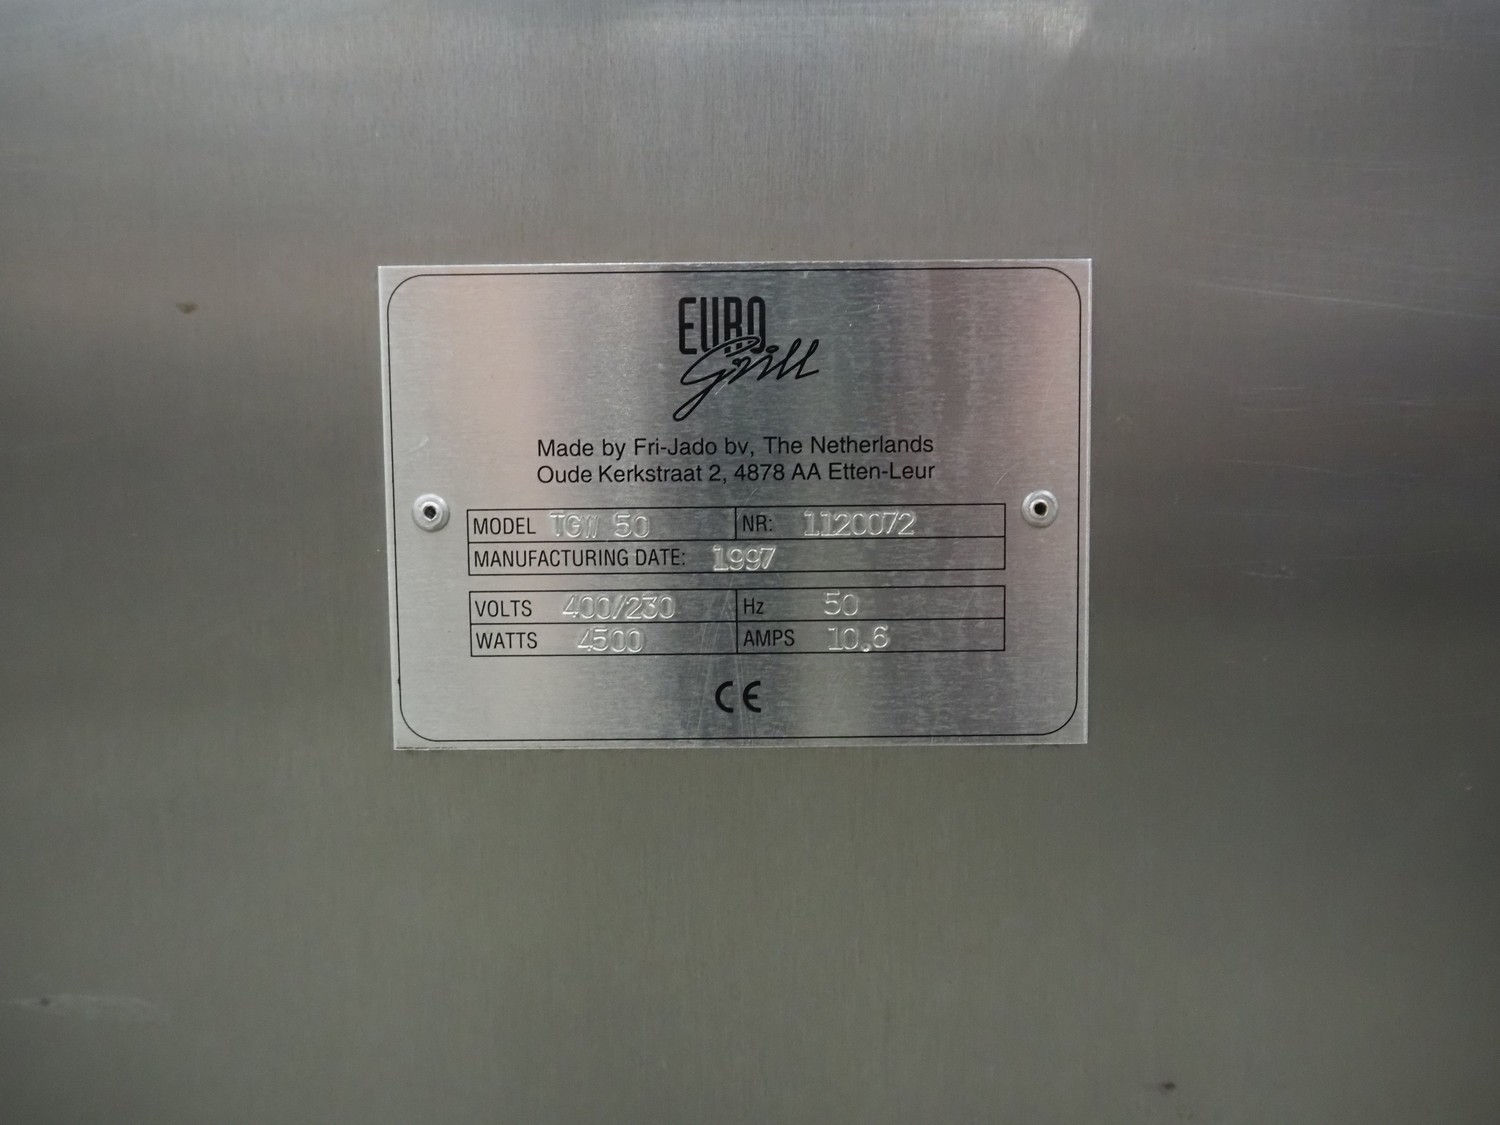 EURO
Grill
Made by Fri-Jado bv, The Netherlands
Oude Kerkstraat 2, 4878 AA Etten-Leur
MODEL TGW 50 NR: 1120072
MANUFACTURING DATE: 1997
VOLTS 400/230 Hz 50
WATTS 4500 AMPS 10.6
CE